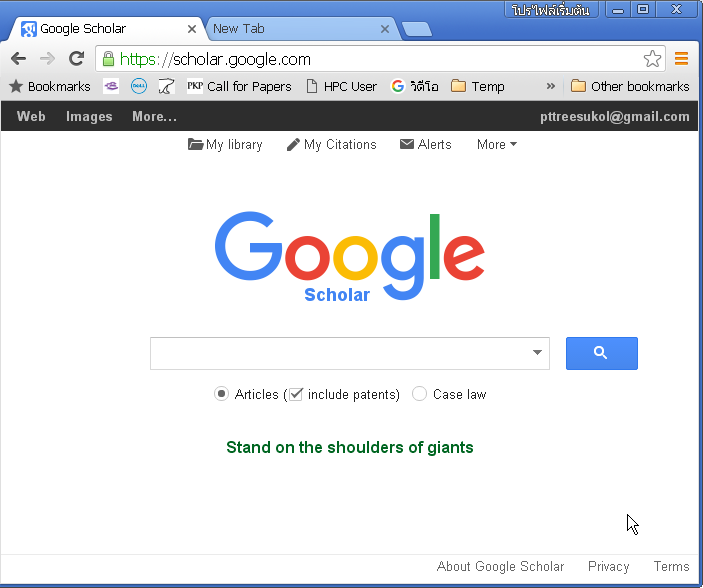 โปรไฟล์เริ่มต้น
Google Scholar New Tab
https://scholar.google.com
Bookmarks DELL PKP Call for Papers HPC User G วิดีโอ Temp » Other bookmarks
Web Images More... pttreesukol@gmail.com
My library My Citations Alerts More
Google
Scholar
Articles (include patents) Case law
Stand on the shoulders of giants
About Google Scholar Privacy Terms